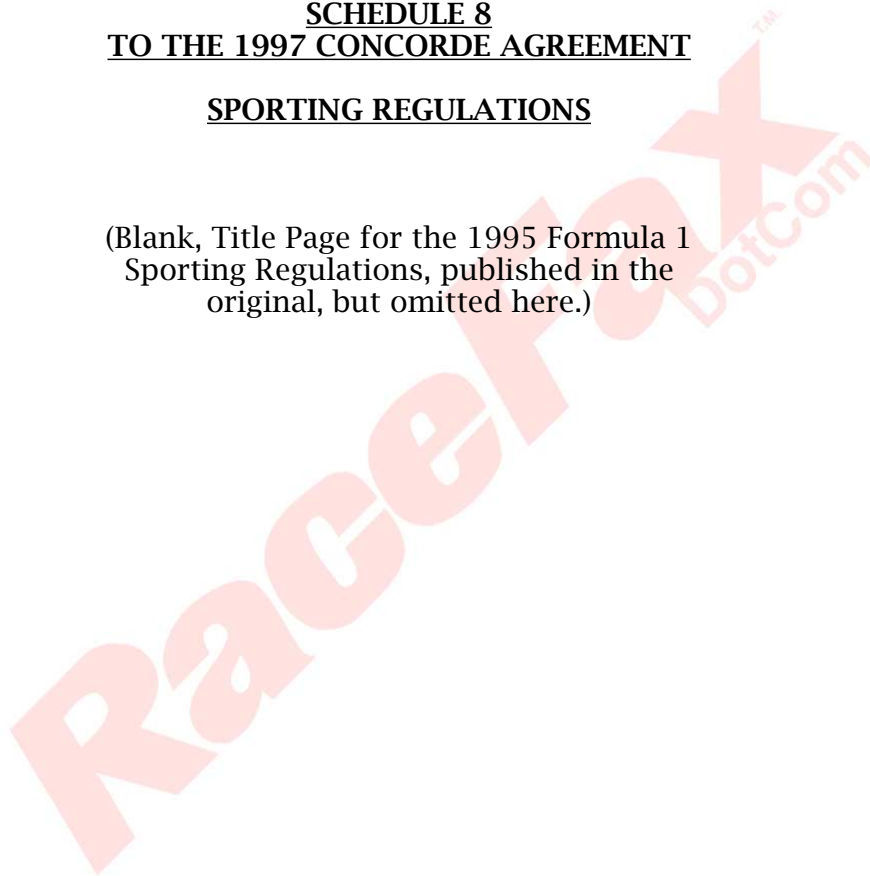 SCHEDULE 8
TO THE 1997 CONCORDE AGREEMENT
SPORTING REGULATIONS
(Blank, Title Page for the 1995 Formula 1
Sporting Regulations, published in the
original, but omitted here.)
RaceFax
DotCom
T.M.